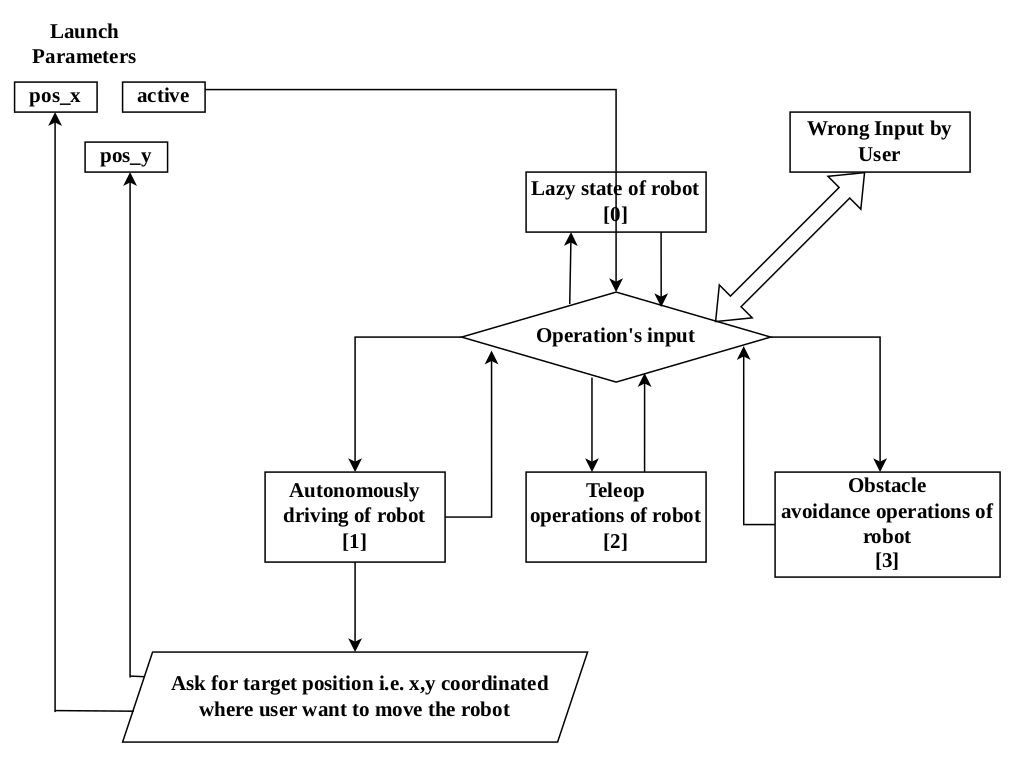 Launch
Parameters
pos_x
active
pos_y
Wrong Input by
User
Lazy state of robot
[0]
Operation's input
Autonomously
driving of robot
[1]
Teleop
operations of robot
[2]
Obstacle
avoidance operations of
robot
[3]
Ask for target position i.e. x,y coordinated
where user want to move the robot